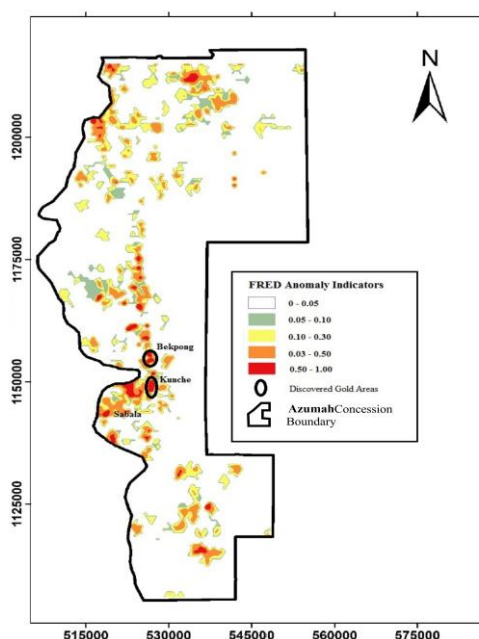 N
1200000
1175000
1150000
1125000
Bekpong
Kunche
Sabala
FRED Anomaly Indicators
0 - 0.05
0.05 - 0.10
0.10 - 0.30
0.03 - 0.50
0.50 - 1.00
Discovered Gold Areas
AzumahConcession
Boundary
515000 530000 545000 560000 575000